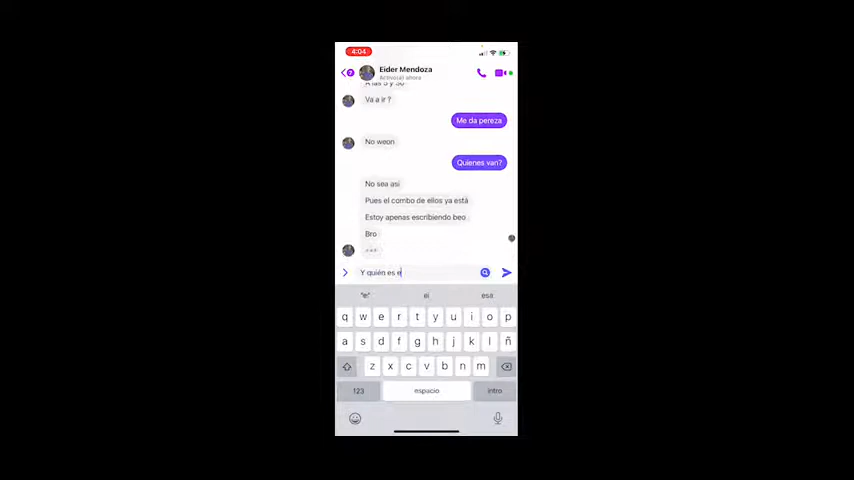 4:04
7
Eider Mendoza
Activo(a) ahora
A las 5 y 30
Va a ir ?
Me da pereza
No weon
Quienes van?
No sea asi
Pues el combo de ellos ya está
Estoy apenas escribiendo beo
Bro
Y quién es e
"e" el esa
q w e r t y u i o p
a s d f g h j k l ñ
z x c v b n m
123 espacio intro